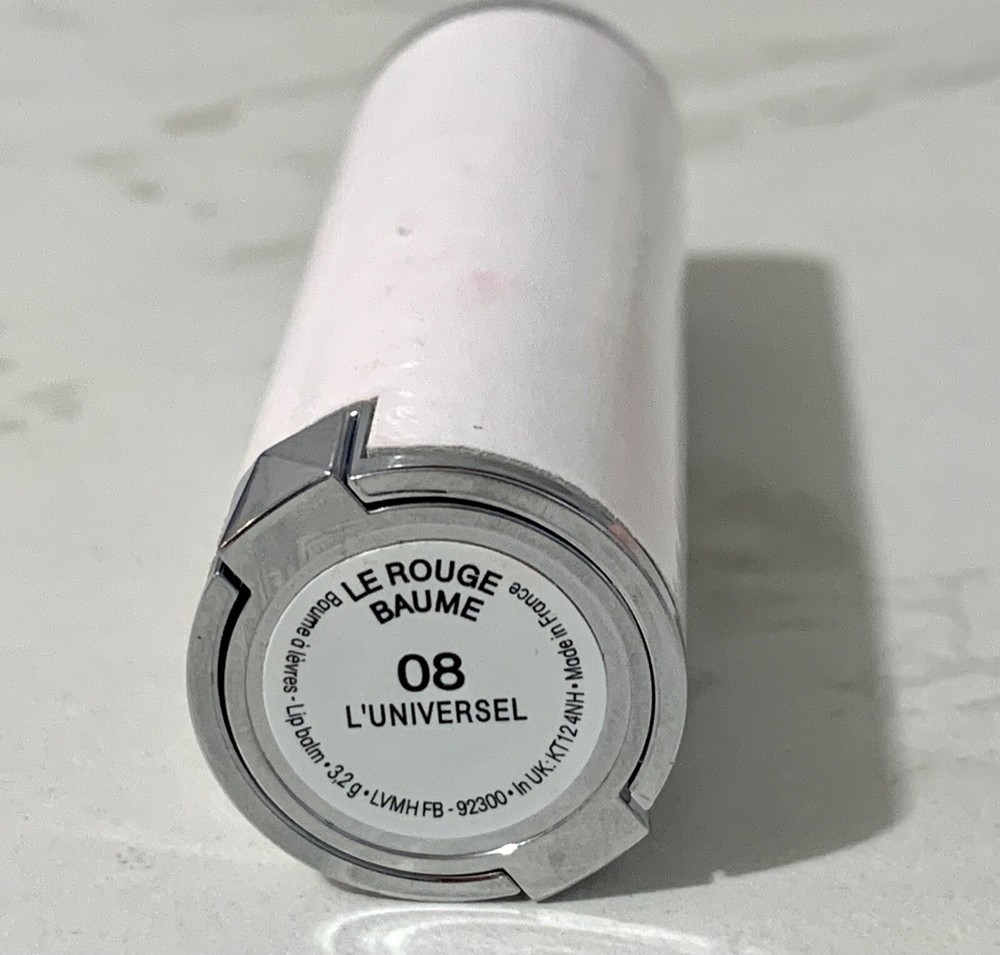 LE ROUGE
BAUME
08
L'UNIVERSEL
Baume à lèvres - Lip balm • 3,2 g • LVMH FB - 92300 • In UK: KT12 4NH • Made in France